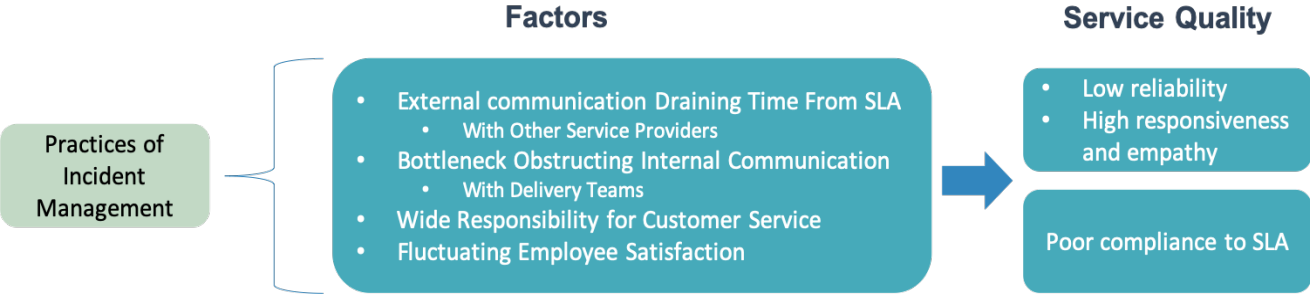 Factors
Service Quality
Practices of
Incident
Management
• External communication Draining Time From SLA
• With Other Service Providers
• Bottleneck Obstructing Internal Communication
• With Delivery Teams
• Wide Responsibility for Customer Service
• Fluctuating Employee Satisfaction
• Low reliability
• High responsiveness
and empathy
Poor compliance to SLA